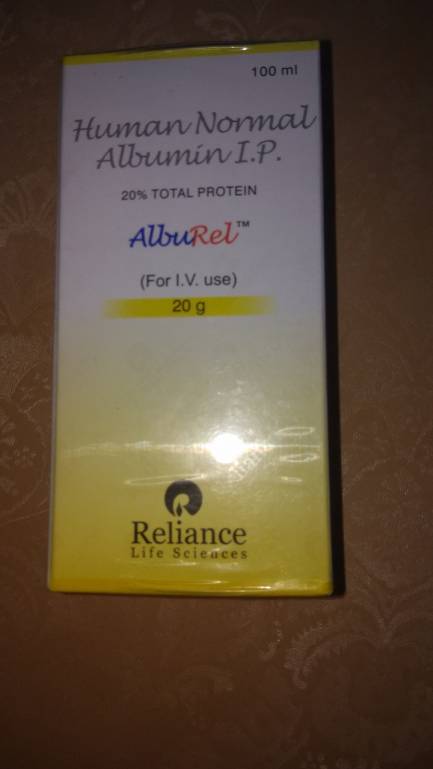 100 ml
Human Normal
Albumin I.P.
20% TOTAL PROTEIN
AlbuRel™
(For I.V. use)
20 g
Reliance
Life Sciences